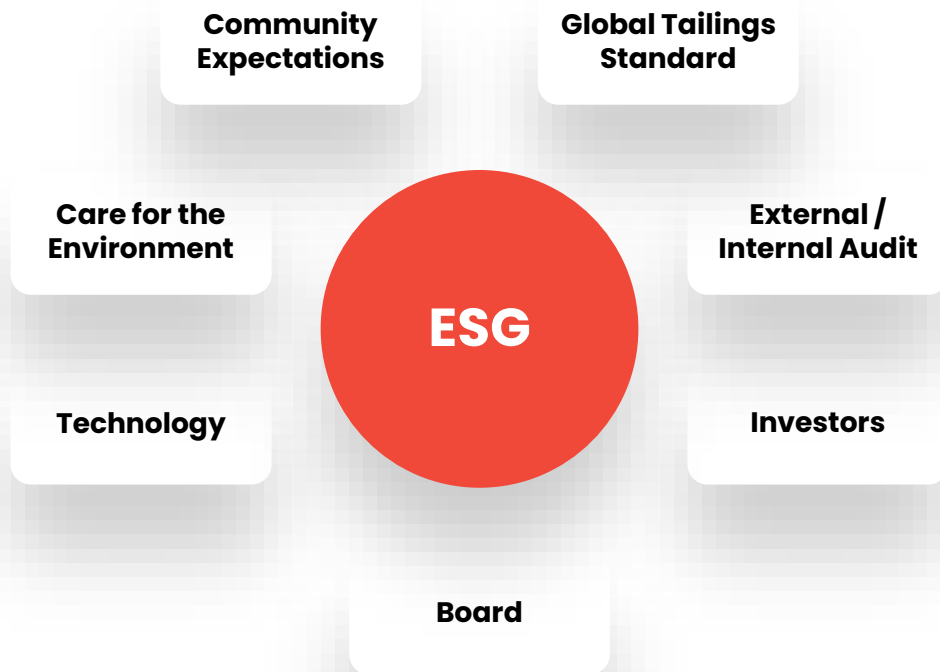 Community
Expectations
Global Tailings
Standard
Care for the
Environment
ESG
External /
Internal Audit
Technology
Investors
Board